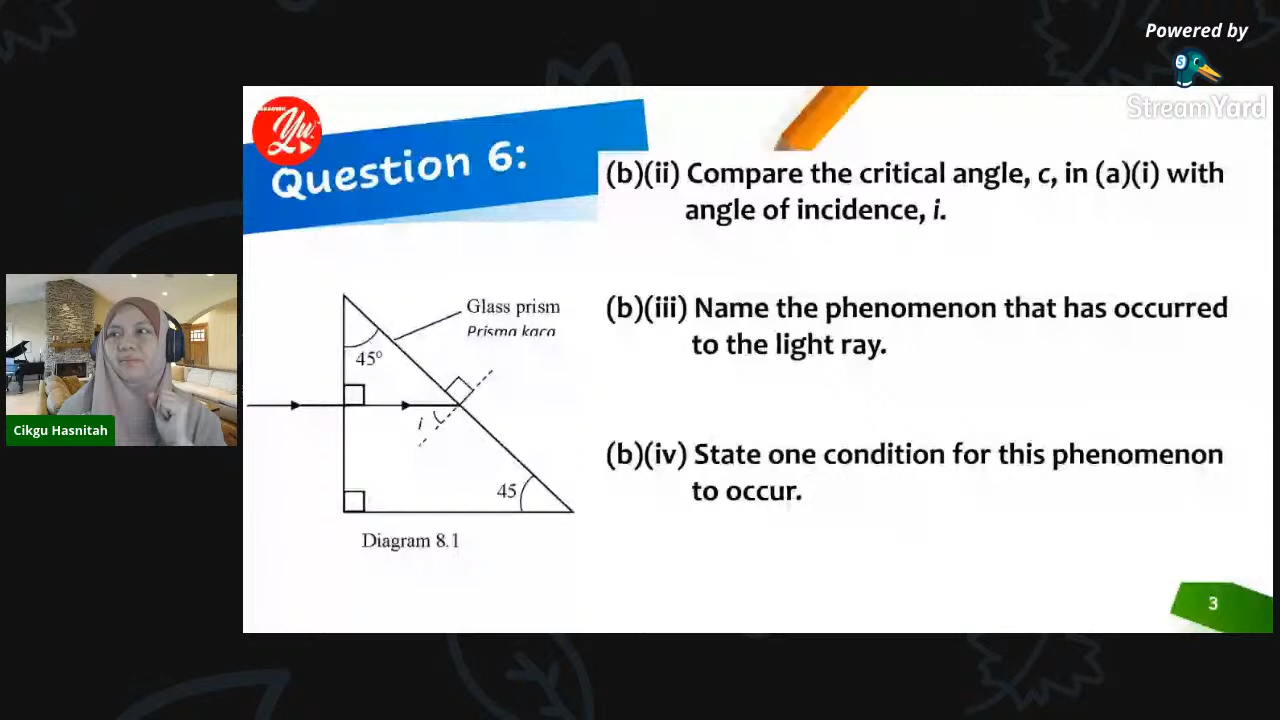 Powered by
StreamYard
Question 6:
(b)(ii) Compare the critical angle, c, in (a)(i) with
angle of incidence, i.
(b)(iii) Name the phenomenon that has occurred
to the light ray.
(b)(iv) State one condition for this phenomenon
to occur.
Glass prism
Prisma kaca
45º
i
45
Diagram 8.1
Cikgu Hasnitah
3